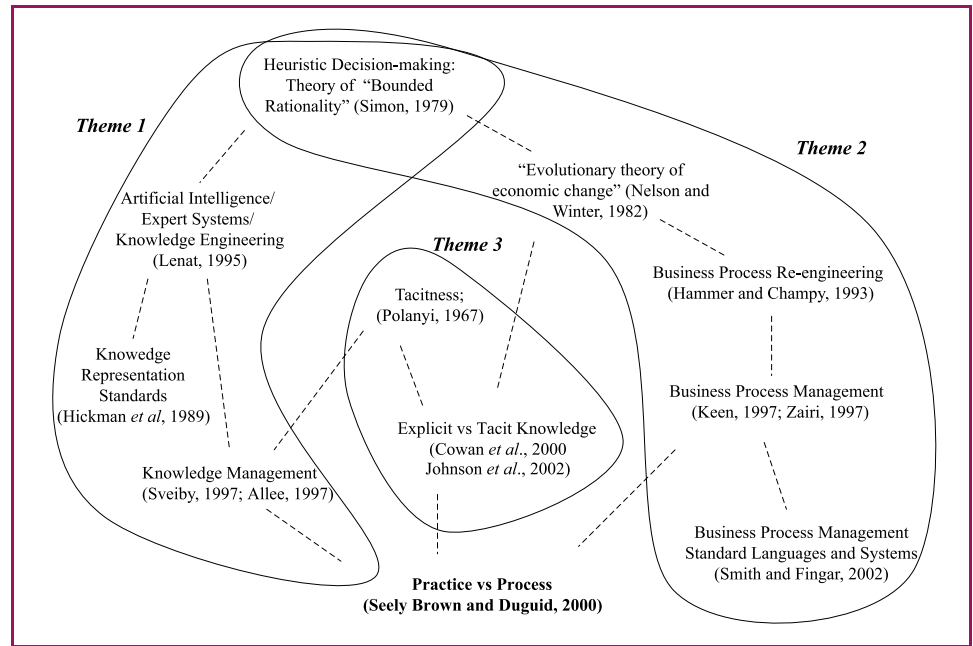 Heuristic Decision-making:
Theory of “Bounded
Rationality” (Simon, 1979)
Theme 1
Theme 2
“Evolutionary theory of
economic change” (Nelson and
Winter, 1982)
Artificial Intelligence/
Expert Systems/
Knowledge Engineering
(Lenat, 1995)
Theme 3
Business Process Re-engineering
(Hammer and Champy, 1993)
Tacitness;
(Polanyi, 1967)
Knowedge
Representation
Standards
(Hickman et al, 1989)
Business Process Management
(Keen, 1997; Zairi, 1997)
Explicit vs Tacit Knowledge
(Cowan et al., 2000
Johnson et al., 2002)
Knowledge Management
(Sveiby, 1997; Allee, 1997)
Business Process Management
Standard Languages and Systems
(Smith and Fingar, 2002)
Practice vs Process
(Seely Brown and Duguid, 2000)